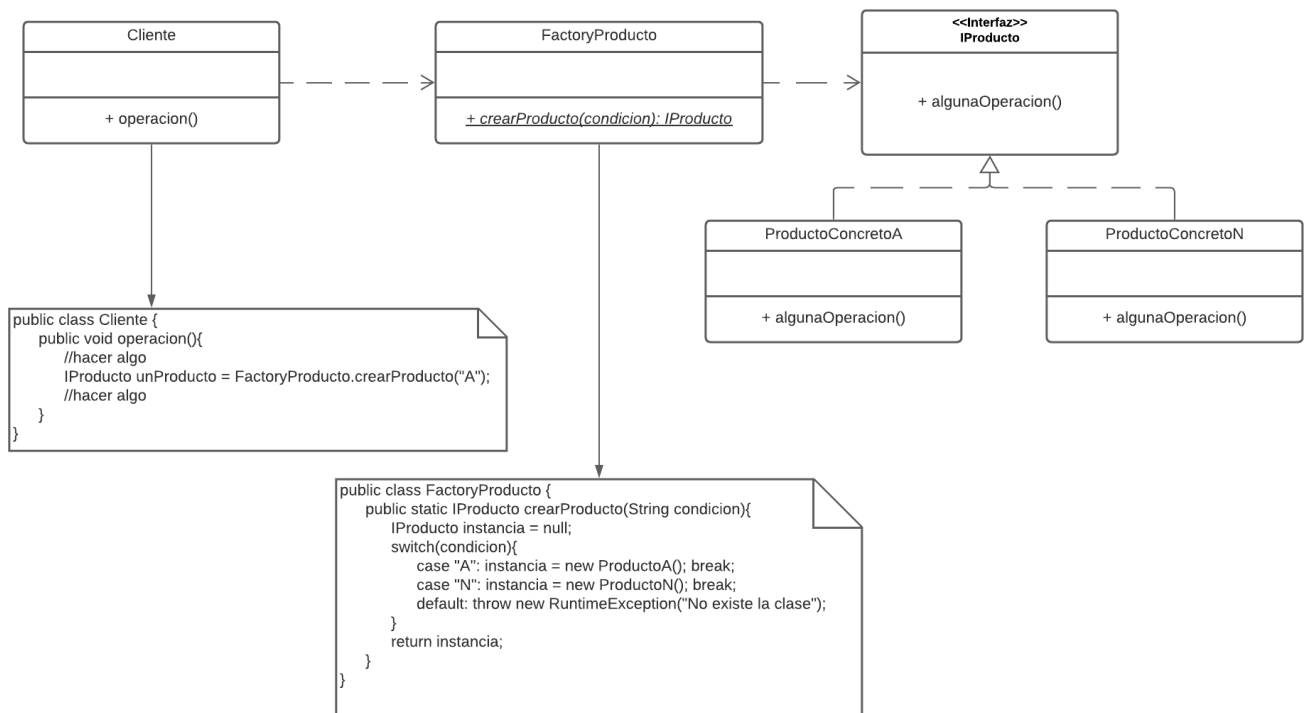 Cliente
+ operacion()
FactoryProducto
+ crearProducto(condicion): IProducto
<<Interfaz>>
IProducto
+ algunaOperacion()
ProductoConcretoA
+ algunaOperacion()
ProductoConcretoN
+ algunaOperacion()
public class Cliente {
public void operacion(){
//hacer algo
IProducto unProducto = FactoryProducto.crearProducto("A");
//hacer algo
}
}
public class FactoryProducto {
public static IProducto crearProducto(String condicion){
IProducto instancia = null;
switch(condicion){
case "A": instancia = new ProductoA(); break;
case "N": instancia = new ProductoN(); break;
default: throw new RuntimeException("No existe la clase");
}
return instancia;
}
}